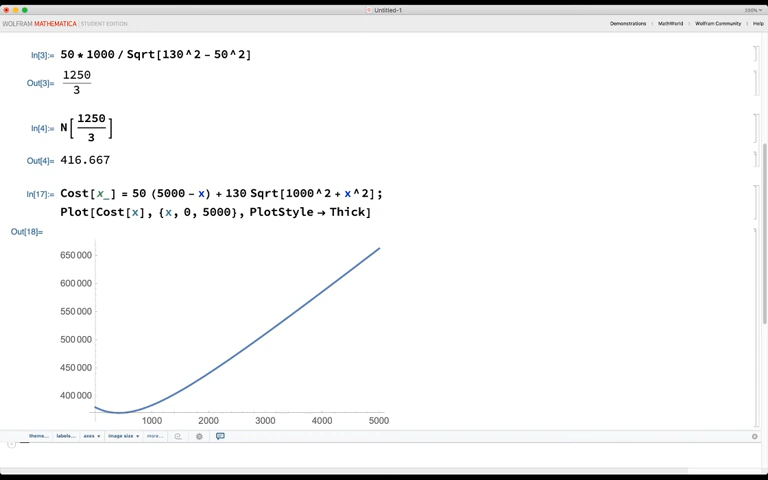 Untitled-1
WOLFRAM MATHEMATICA | STUDENT EDITION
Demonstrations | MathWorld | Wolfram Community | Help
In[3]:= 50 * 1000 / Sqrt[130 ^ 2 - 50 ^ 2]
Out[3]= 1250
3
In[4]:= N[1250
3]
Out[4]= 416.667
In[17]:= Cost[x_] = 50 (5000 - x) + 130 Sqrt[1000 ^ 2 + x ^ 2];
Plot[Cost[x], {x, 0, 5000}, PlotStyle → Thick]
Out[18]=
650 000
600 000
550 000
500 000
450 000
400 000
1000 2000 3000 4000 5000
theme... labels... axes image size more...